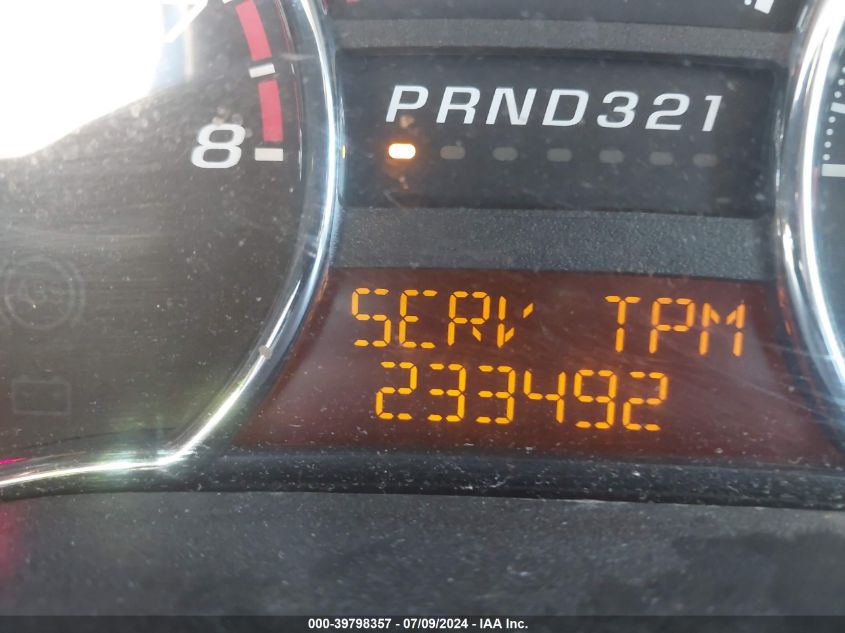 PRND321
8
SERV TPM
233492
000-39798357 - 07/09/2024 - IAA Inc.